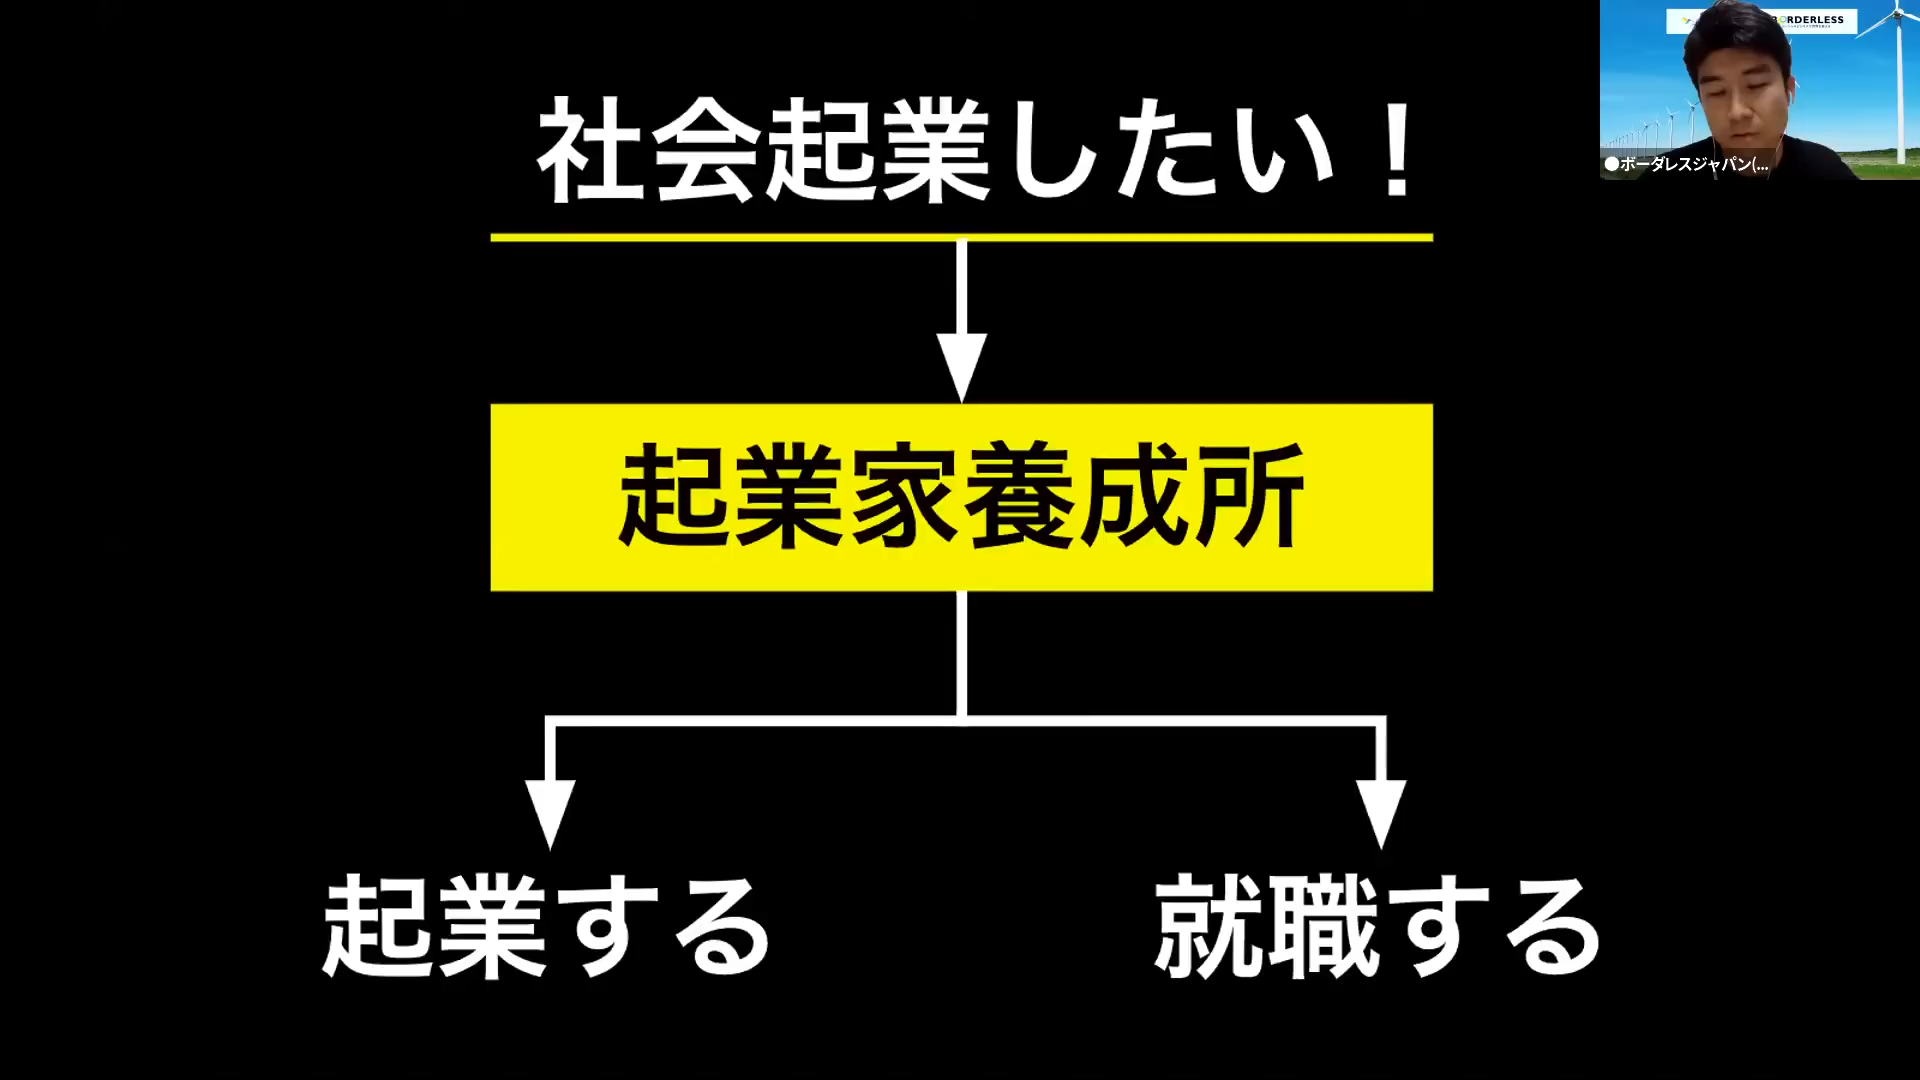 社会起業したい！
起業家養成所
起業する
就職する
BORDERLESS
●ボーダレスジャパン(...